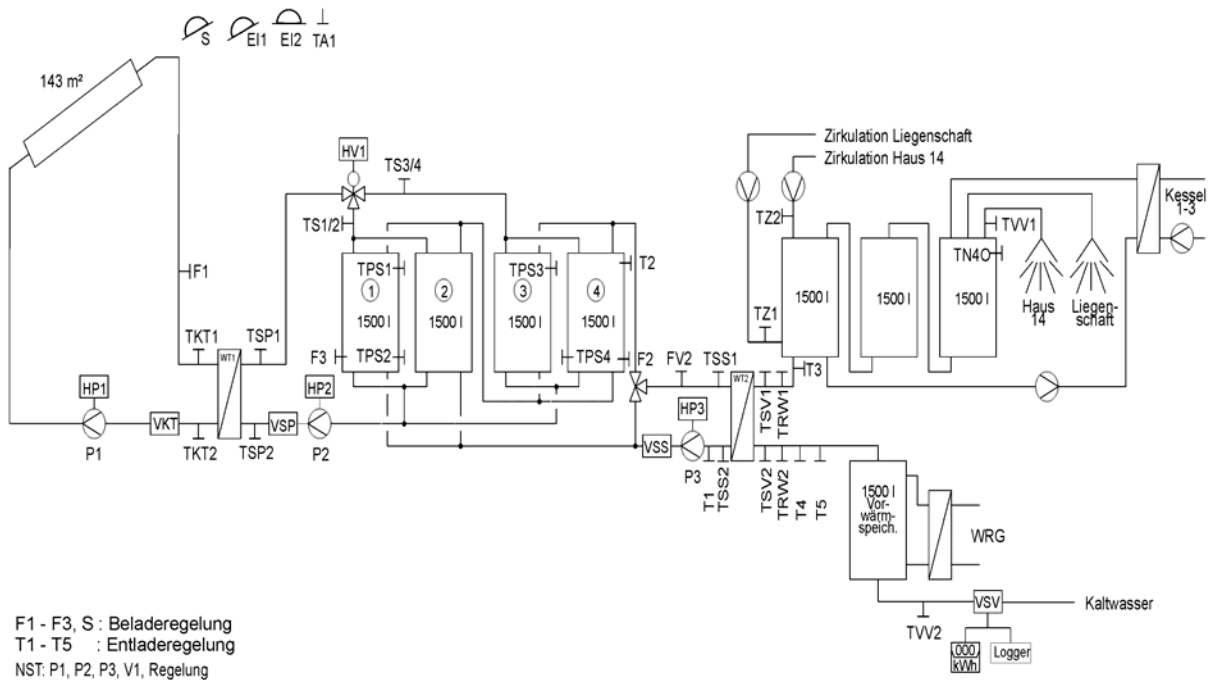 S
EI1
EI2
TA1
143 m²
HV1
TS3/4
TS1/2
F1
TKT1
WT1
TSP1
HP1
P1
VKT
TKT2
TSP2
VSP
HP2
P2
TPS1
1
2
1500 l
1500 l
F3
TPS2
TPS3
3
4
1500 l
1500 l
T2
TPS4
F2
FV2
TSS1
WT2
TSV1
TRW1
T3
HP3
VSS
P3
T1
TSS2
TSV2
TRW2
T4
T5
Zirkulation Liegenschaft
Zirkulation Haus 14
TZ2
TZ1
1500 l
1500 l
1500 l
TVV1
TN4O
Haus
14
Liegen-
schaft
Kessel
1-3
1500 l
Vor-
wärm-
speich.
WRG
Kaltwasser
VSV
TVV2
000
kWh
Logger
F1 - F3, S : Beladeregelung
T1 - T5 : Entladeregelung
NST: P1, P2, P3, V1, Regelung